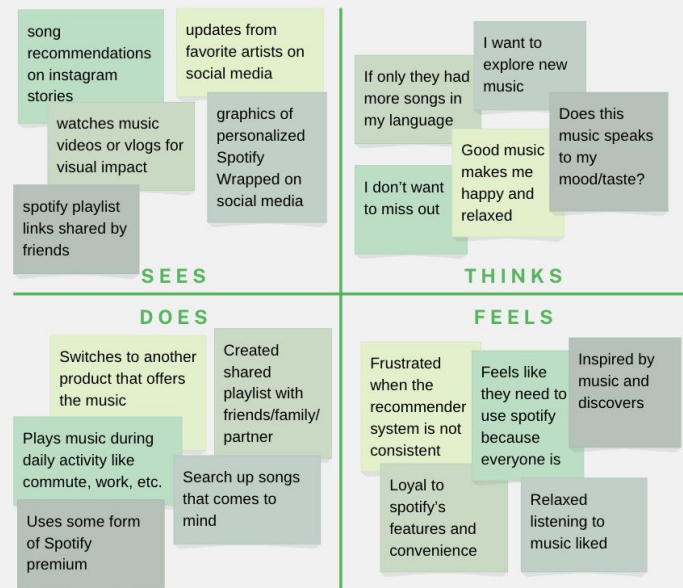 song
recommendations
on instagram
stories
updates from
favorite artists on
social media
watches music
videos or vlogs for
visual impact
graphics of
personalized
Spotify
Wrapped on
social media
spotify playlist
links shared by
friends
SEES
I want to
explore new
music
If only they had
more songs in
my language
Does this
music speaks
to my
mood/taste?
Good music
makes me
happy and
relaxed
I don't want
to miss out
THINKS
DOES
Switches to another
product that offers
the music
Created
shared
playlist with
friends/family/
partner
Plays music during
daily activity like
commute, work, etc.
Search up songs
that comes to
mind
Uses some form
of Spotify
premium
FEELS
Frustrated
when the
recommender
system is not
consistent
Feels like
they need to
use spotify
because
everyone is
Inspired by
music and
discovers
Loyal to
spotify's
features and
convenience
Relaxed
listening to
music liked